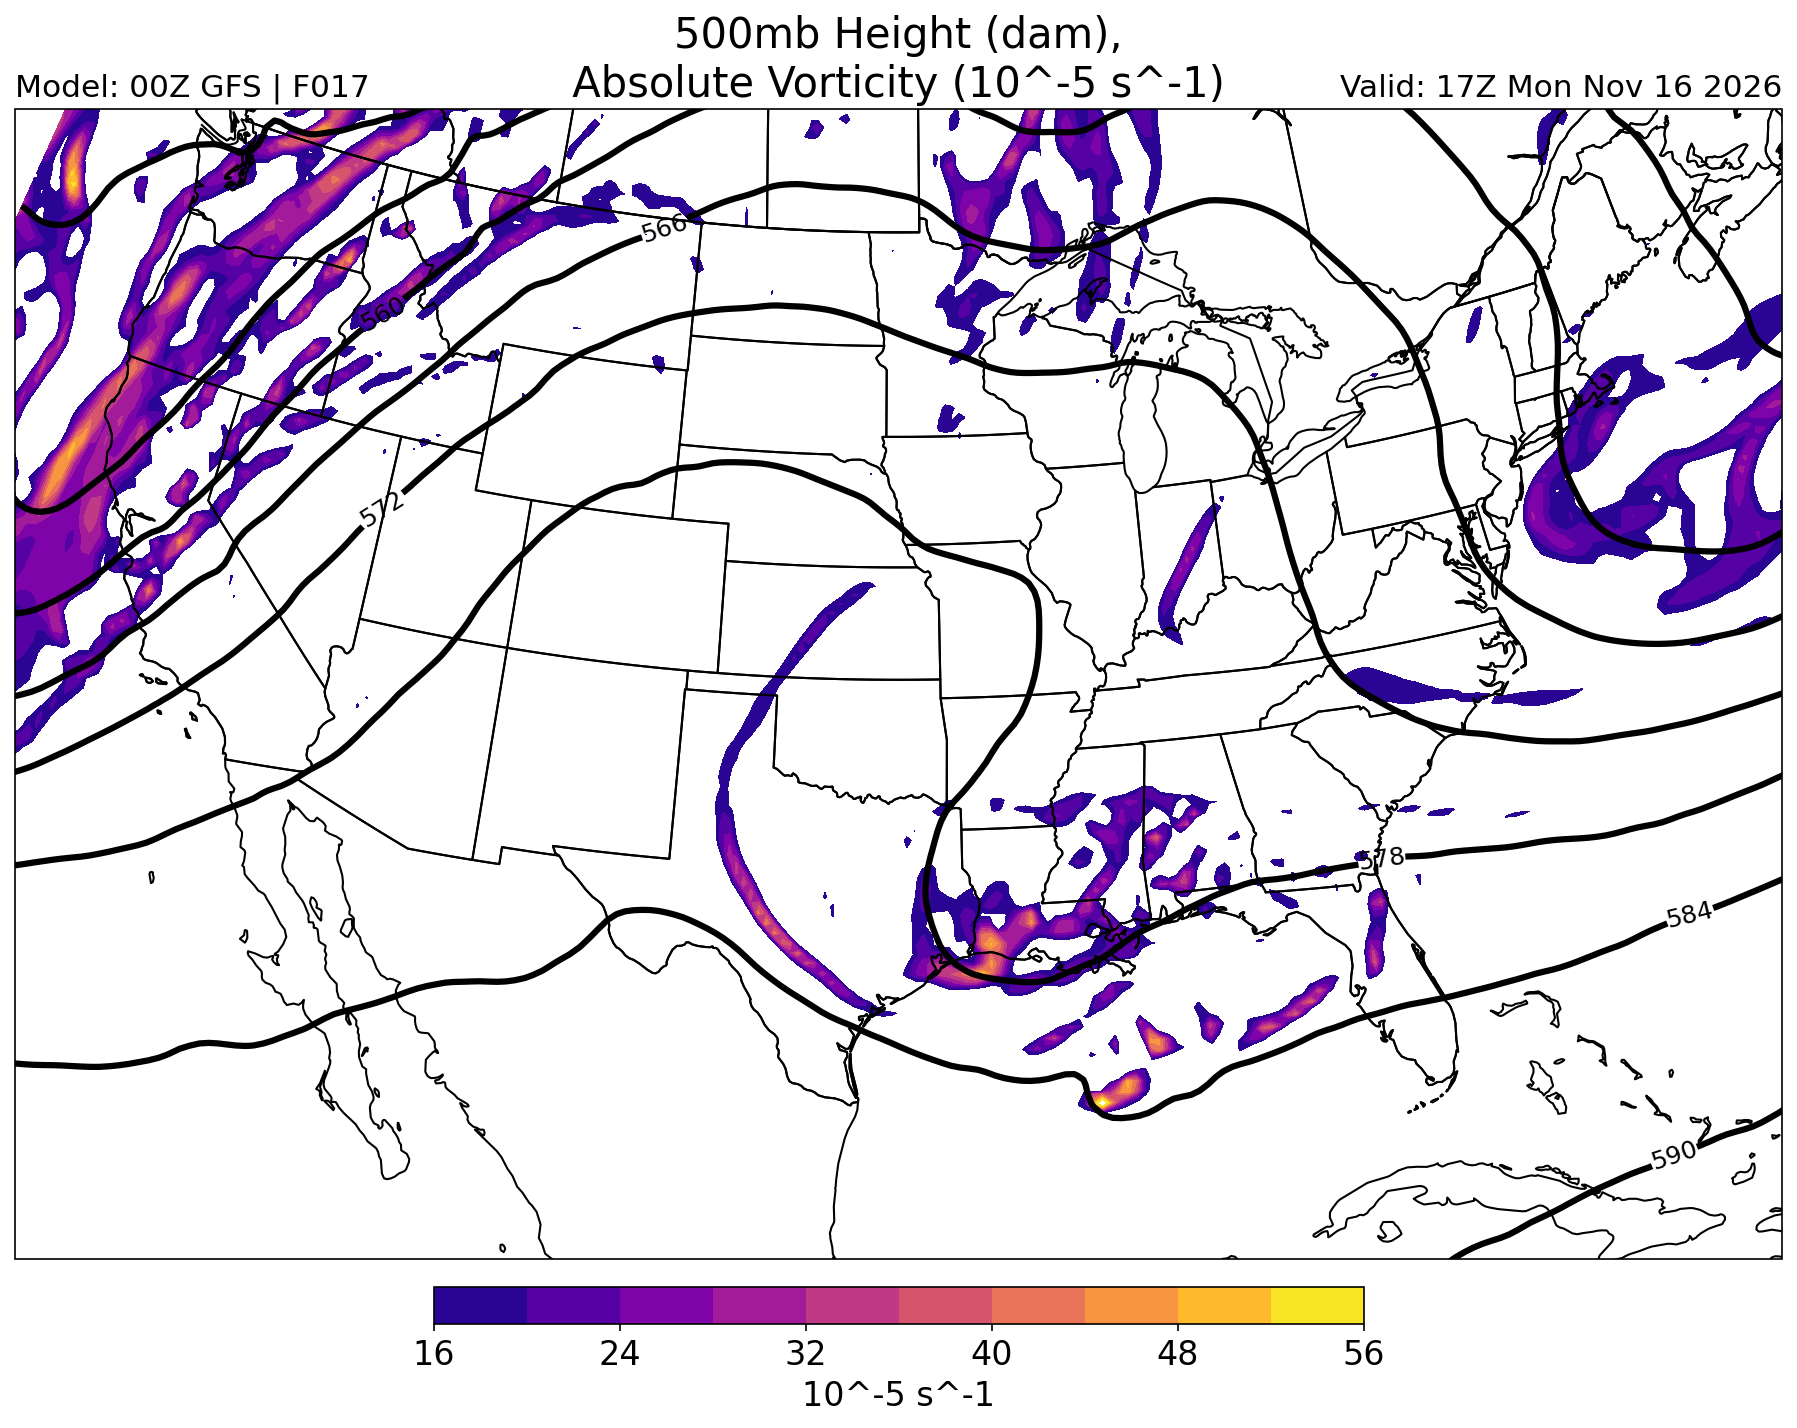 500mb Height (dam),
Absolute Vorticity (10^-5 s^-1)
Model: 00Z GFS | F017
Valid: 17Z Mon Nov 16 2026
566
560
572
578
584
590
16 24 32 40 48 56
10^-5 s^-1